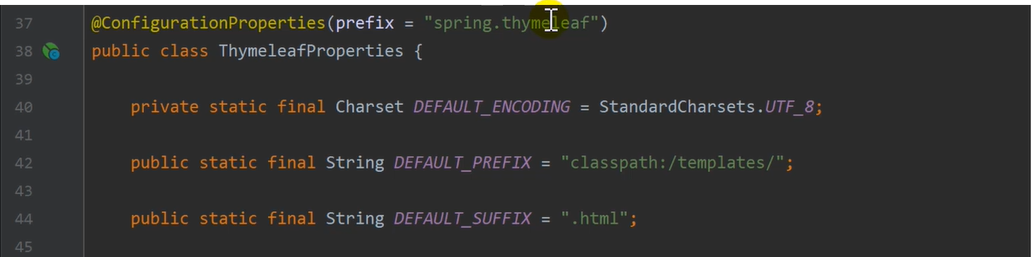 37 @ConfigurationProperties(prefix = "spring.thymeleaf")
38 public class ThymeleafProperties {
39
40 private static final Charset DEFAULT_ENCODING = StandardCharsets.UTF_8;
41
42 public static final String DEFAULT_PREFIX = "classpath:/templates/";
43
44 public static final String DEFAULT_SUFFIX = ".html";
45